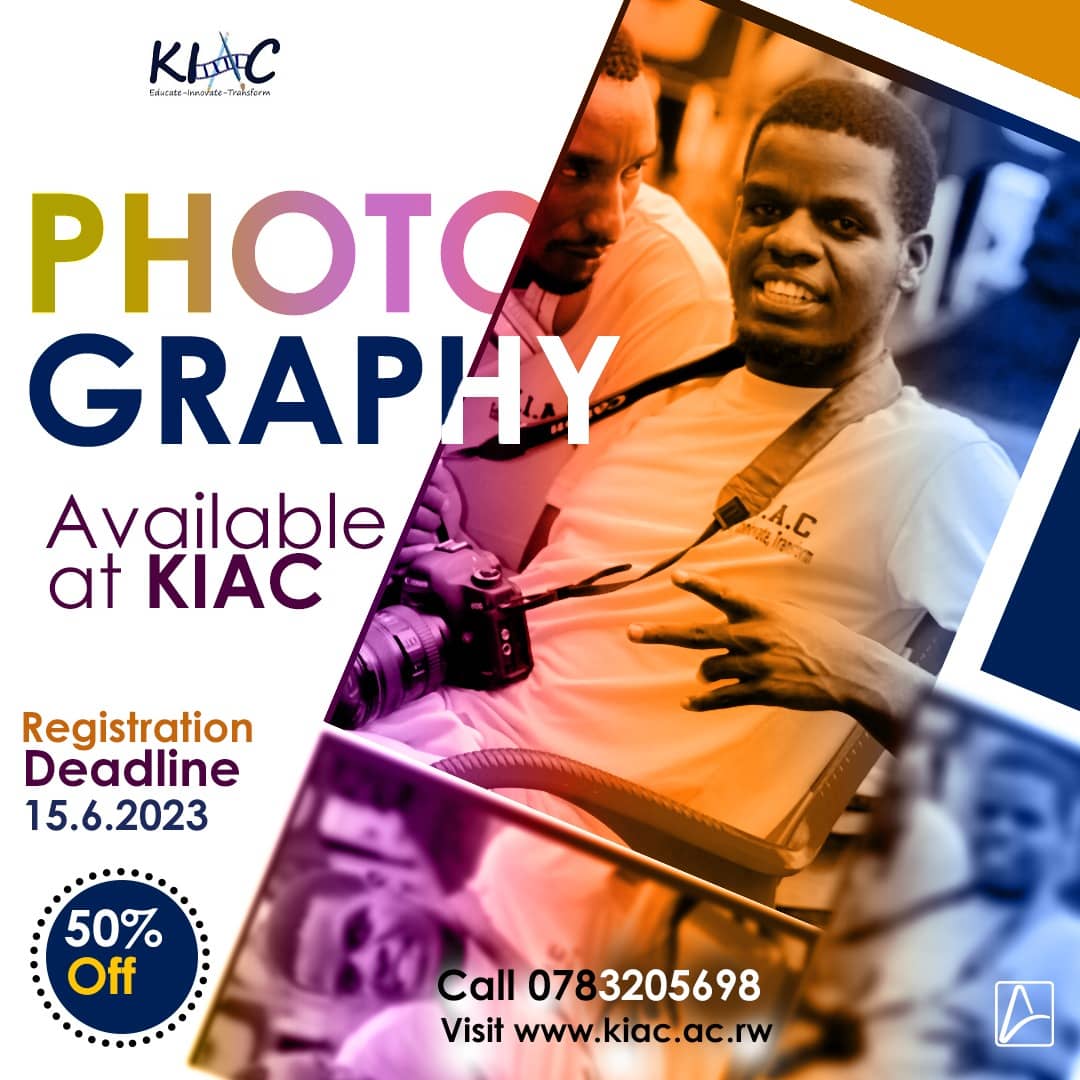 KIAC
Educate-Innovate-Transform
PHOTO
GRAPHY
Available
at KIAC
Registration
Deadline
15.6.2023
50%
Off
Call 0783205698
Visit www.kiac.ac.rw
.A.C
Transform